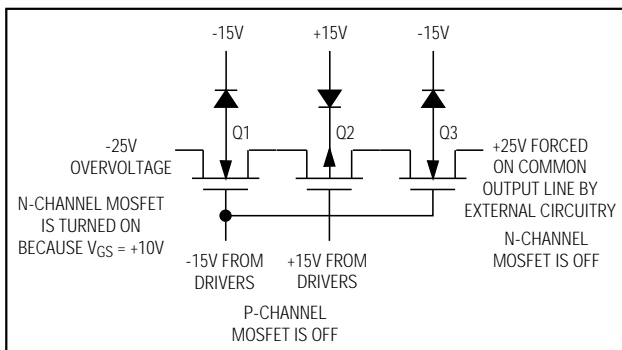 -15V
+15V
-15V
Q1
Q2
Q3
-25V
OVERVOLTAGE
+25V FORCED
ON COMMON
OUTPUT LINE BY
EXTERNAL CIRCUITRY
N-CHANNEL MOSFET
IS TURNED ON
BECAUSE VGS = +10V
-15V FROM
DRIVERS
+15V FROM
DRIVERS
N-CHANNEL
MOSFET IS OFF
P-CHANNEL
MOSFET IS OFF